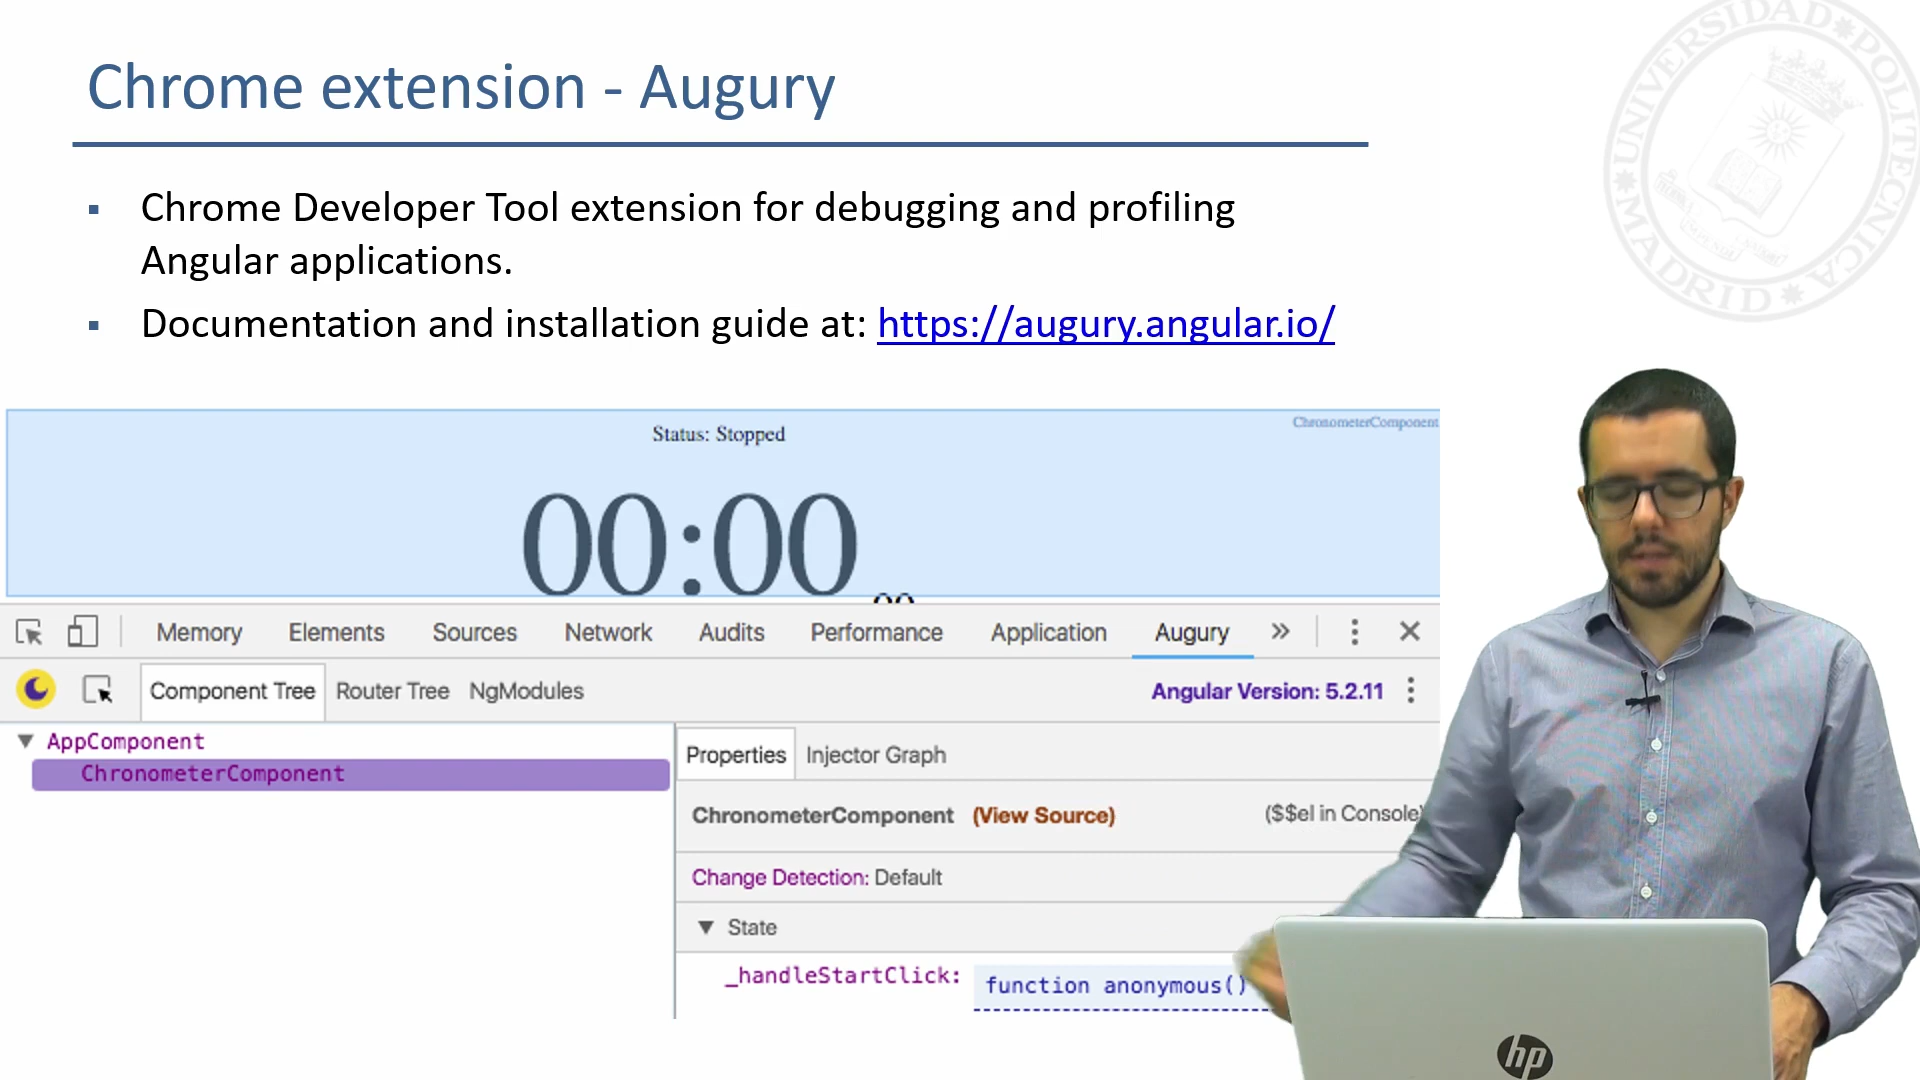 Chrome extension - Augury
Chrome Developer Tool extension for debugging and profiling
Angular applications.
Documentation and installation guide at: https://augury.angular.io/
UNIVERSIDAD POLITÉCNICA
MADRID
Status: Stopped
ChronometerComponent
00:00
Memory Elements Sources Network Audits Performance Application Augury »
Component Tree Router Tree NgModules Angular Version: 5.2.11
AppComponent
ChronometerComponent
Properties Injector Graph
ChronometerComponent (View Source) ($$el in Console)
Change Detection: Default
State
_handleStartClick: function anonymous()
hp